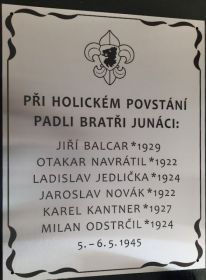 PŘI HOLICKÉM POVSTÁNÍ
PADLI BRATŘI JUNÁCI:
JIŘÍ BALCAR *1929
OTAKAR NAVRÁTIL *1922
LADISLAV JEDLIČKA *1924
JAROSLAV NOVÁK *1922
KAREL KANTNER *1927
MILAN ODSTRČIL *1924
5. – 6. 5. 1945